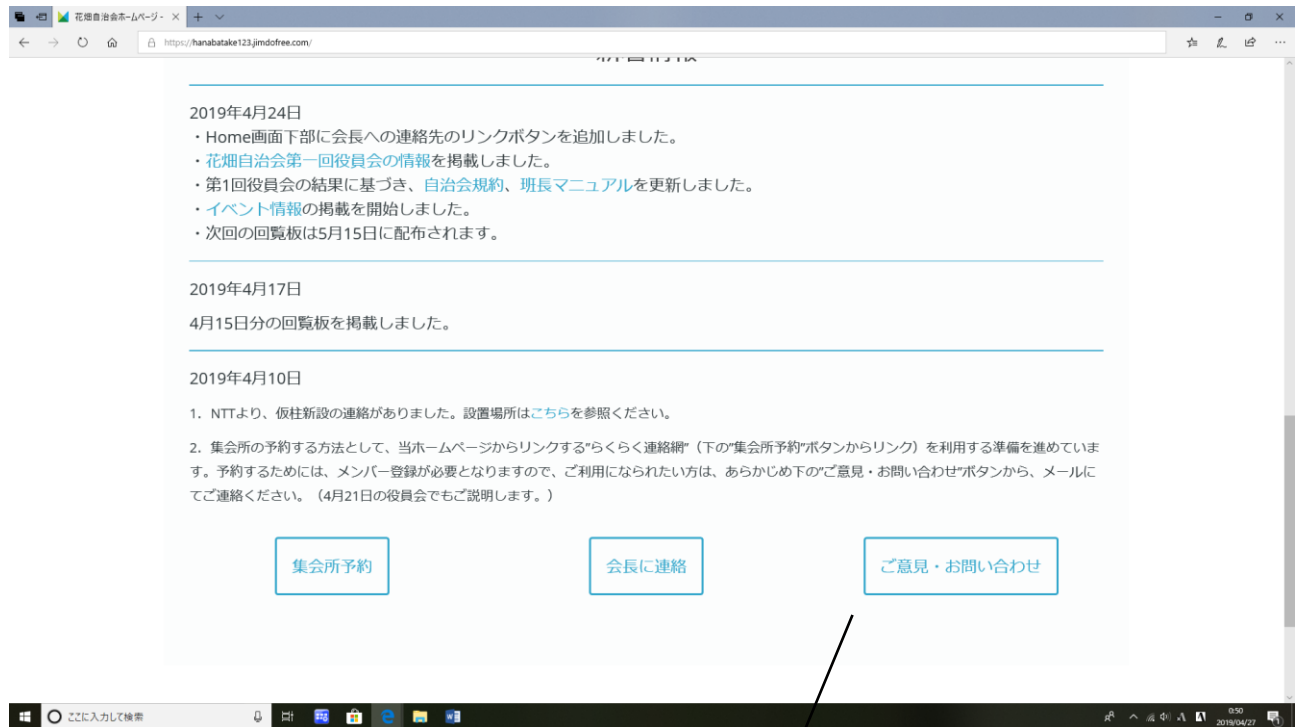 花畑自治会ホームページ -
https://hanabatake123.jimdofree.com/
2019年4月24日
・Home画面下部に会長への連絡先のリンクボタンを追加しました。
・花畑自治会第一回役員会の情報を掲載しました。
・第1回役員会の結果に基づき、自治会規約、班長マニュアルを更新しました。
・イベント情報の掲載を開始しました。
・次回の回覧板は5月15日に配布されます。
2019年4月17日
4月15日分の回覧板を掲載しました。
2019年4月10日
1. NTTより、仮柱新設の連絡がありました。設置場所はこちらを参照ください。
2. 集会所の予約する方法として、当ホームページからリンクする"らくらく連絡網"（下の"集会所予約"ボタンからリンク）を利用する準備を進めていま
す。予約するためには、メンバー登録が必要となりますので、ご利用になられたい方は、あらかじめ下の"ご意見・お問い合わせ"ボタンから、メールに
てご連絡ください。（4月21日の役員会でもご説明します。）
集会所予約
会長に連絡
ご意見・お問い合わせ
ここに入力して検索
0:50
2019/04/27